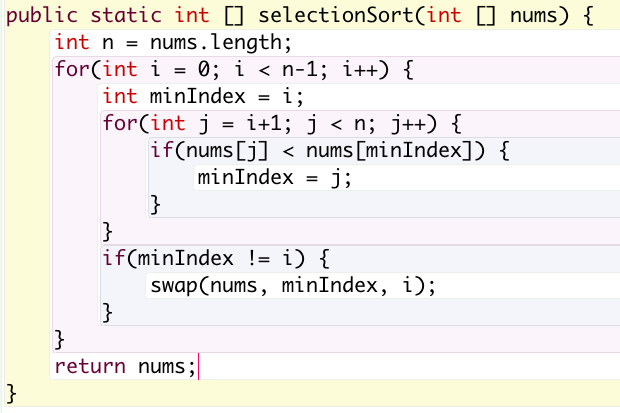 public static int [] selectionSort(int [] nums) {
    int n = nums.length;
    for(int i = 0; i < n-1; i++) {
        int minIndex = i;
        for(int j = i+1; j < n; j++) {
            if(nums[j] < nums[minIndex]) {
                minIndex = j;
            }
        }
        if(minIndex != i) {
            swap(nums, minIndex, i);
        }
    }
    return nums;
}